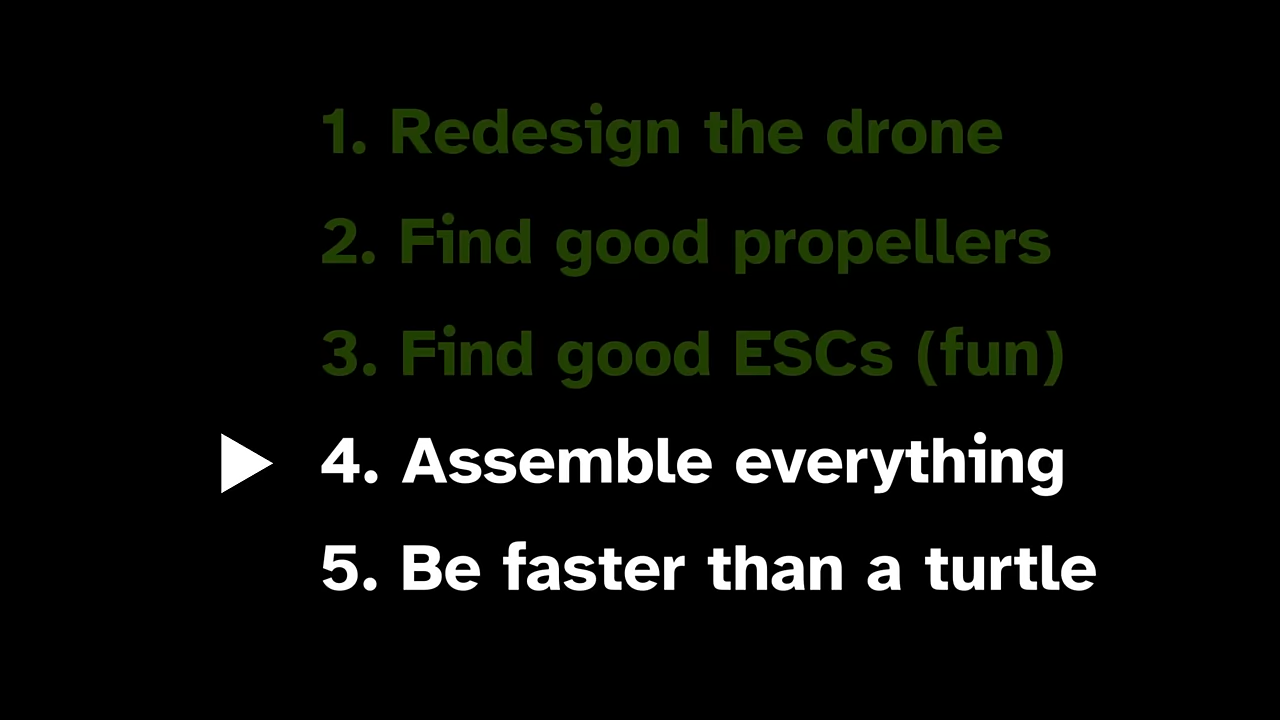 1. Redesign the drone
2. Find good propellers
3. Find good ESCs (fun)
4. Assemble everything
5. Be faster than a turtle